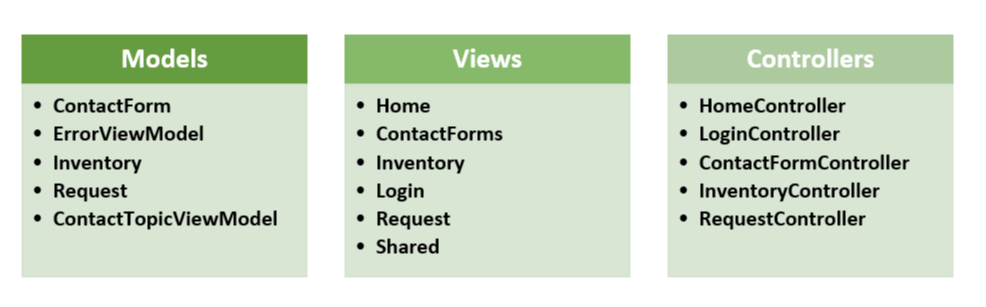 Models
• ContactForm
• ErrorViewModel
• Inventory
• Request
• ContactTopicViewModel
Views
• Home
• ContactForms
• Inventory
• Login
• Request
• Shared
Controllers
• HomeController
• LoginController
• ContactFormController
• InventoryController
• RequestController